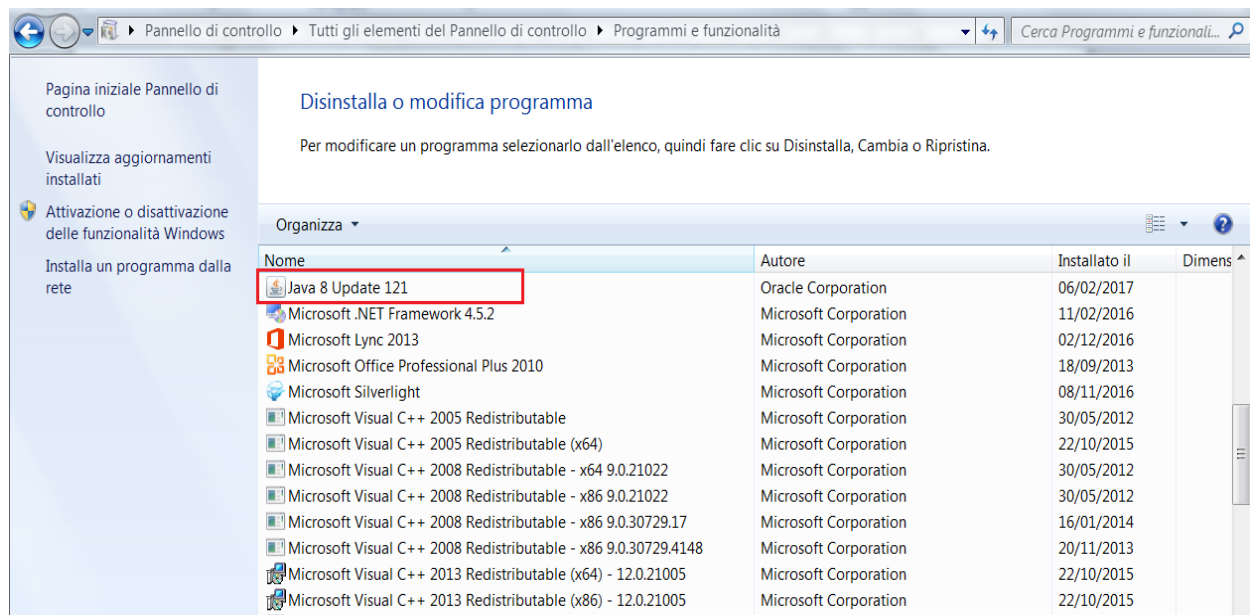 Pannello di controllo Tutti gli elementi del Pannello di controllo Programmi e funzionalità Cerca Programmi e funzionali...
Pagina iniziale Pannello di
controllo
Visualizza aggiornamenti
installati
Attivazione o disattivazione
delle funzionalità Windows
Installa un programma dalla
rete
Disinstalla o modifica programma
Per modificare un programma selezionarlo dall'elenco, quindi fare clic su Disinstalla, Cambia o Ripristina.
Organizza
Nome Autore Installato il Dimens
Java 8 Update 121 Oracle Corporation 06/02/2017
Microsoft .NET Framework 4.5.2 Microsoft Corporation 11/02/2016
Microsoft Lync 2013 Microsoft Corporation 02/12/2016
Microsoft Office Professional Plus 2010 Microsoft Corporation 18/09/2013
Microsoft Silverlight Microsoft Corporation 08/11/2016
Microsoft Visual C++ 2005 Redistributable Microsoft Corporation 30/05/2012
Microsoft Visual C++ 2005 Redistributable (x64) Microsoft Corporation 22/10/2015
Microsoft Visual C++ 2008 Redistributable - x64 9.0.21022 Microsoft Corporation 30/05/2012
Microsoft Visual C++ 2008 Redistributable - x86 9.0.21022 Microsoft Corporation 30/05/2012
Microsoft Visual C++ 2008 Redistributable - x86 9.0.30729.17 Microsoft Corporation 16/01/2014
Microsoft Visual C++ 2008 Redistributable - x86 9.0.30729.4148 Microsoft Corporation 20/11/2013
Microsoft Visual C++ 2013 Redistributable (x64) - 12.0.21005 Microsoft Corporation 22/10/2015
Microsoft Visual C++ 2013 Redistributable (x86) - 12.0.21005 Microsoft Corporation 22/10/2015